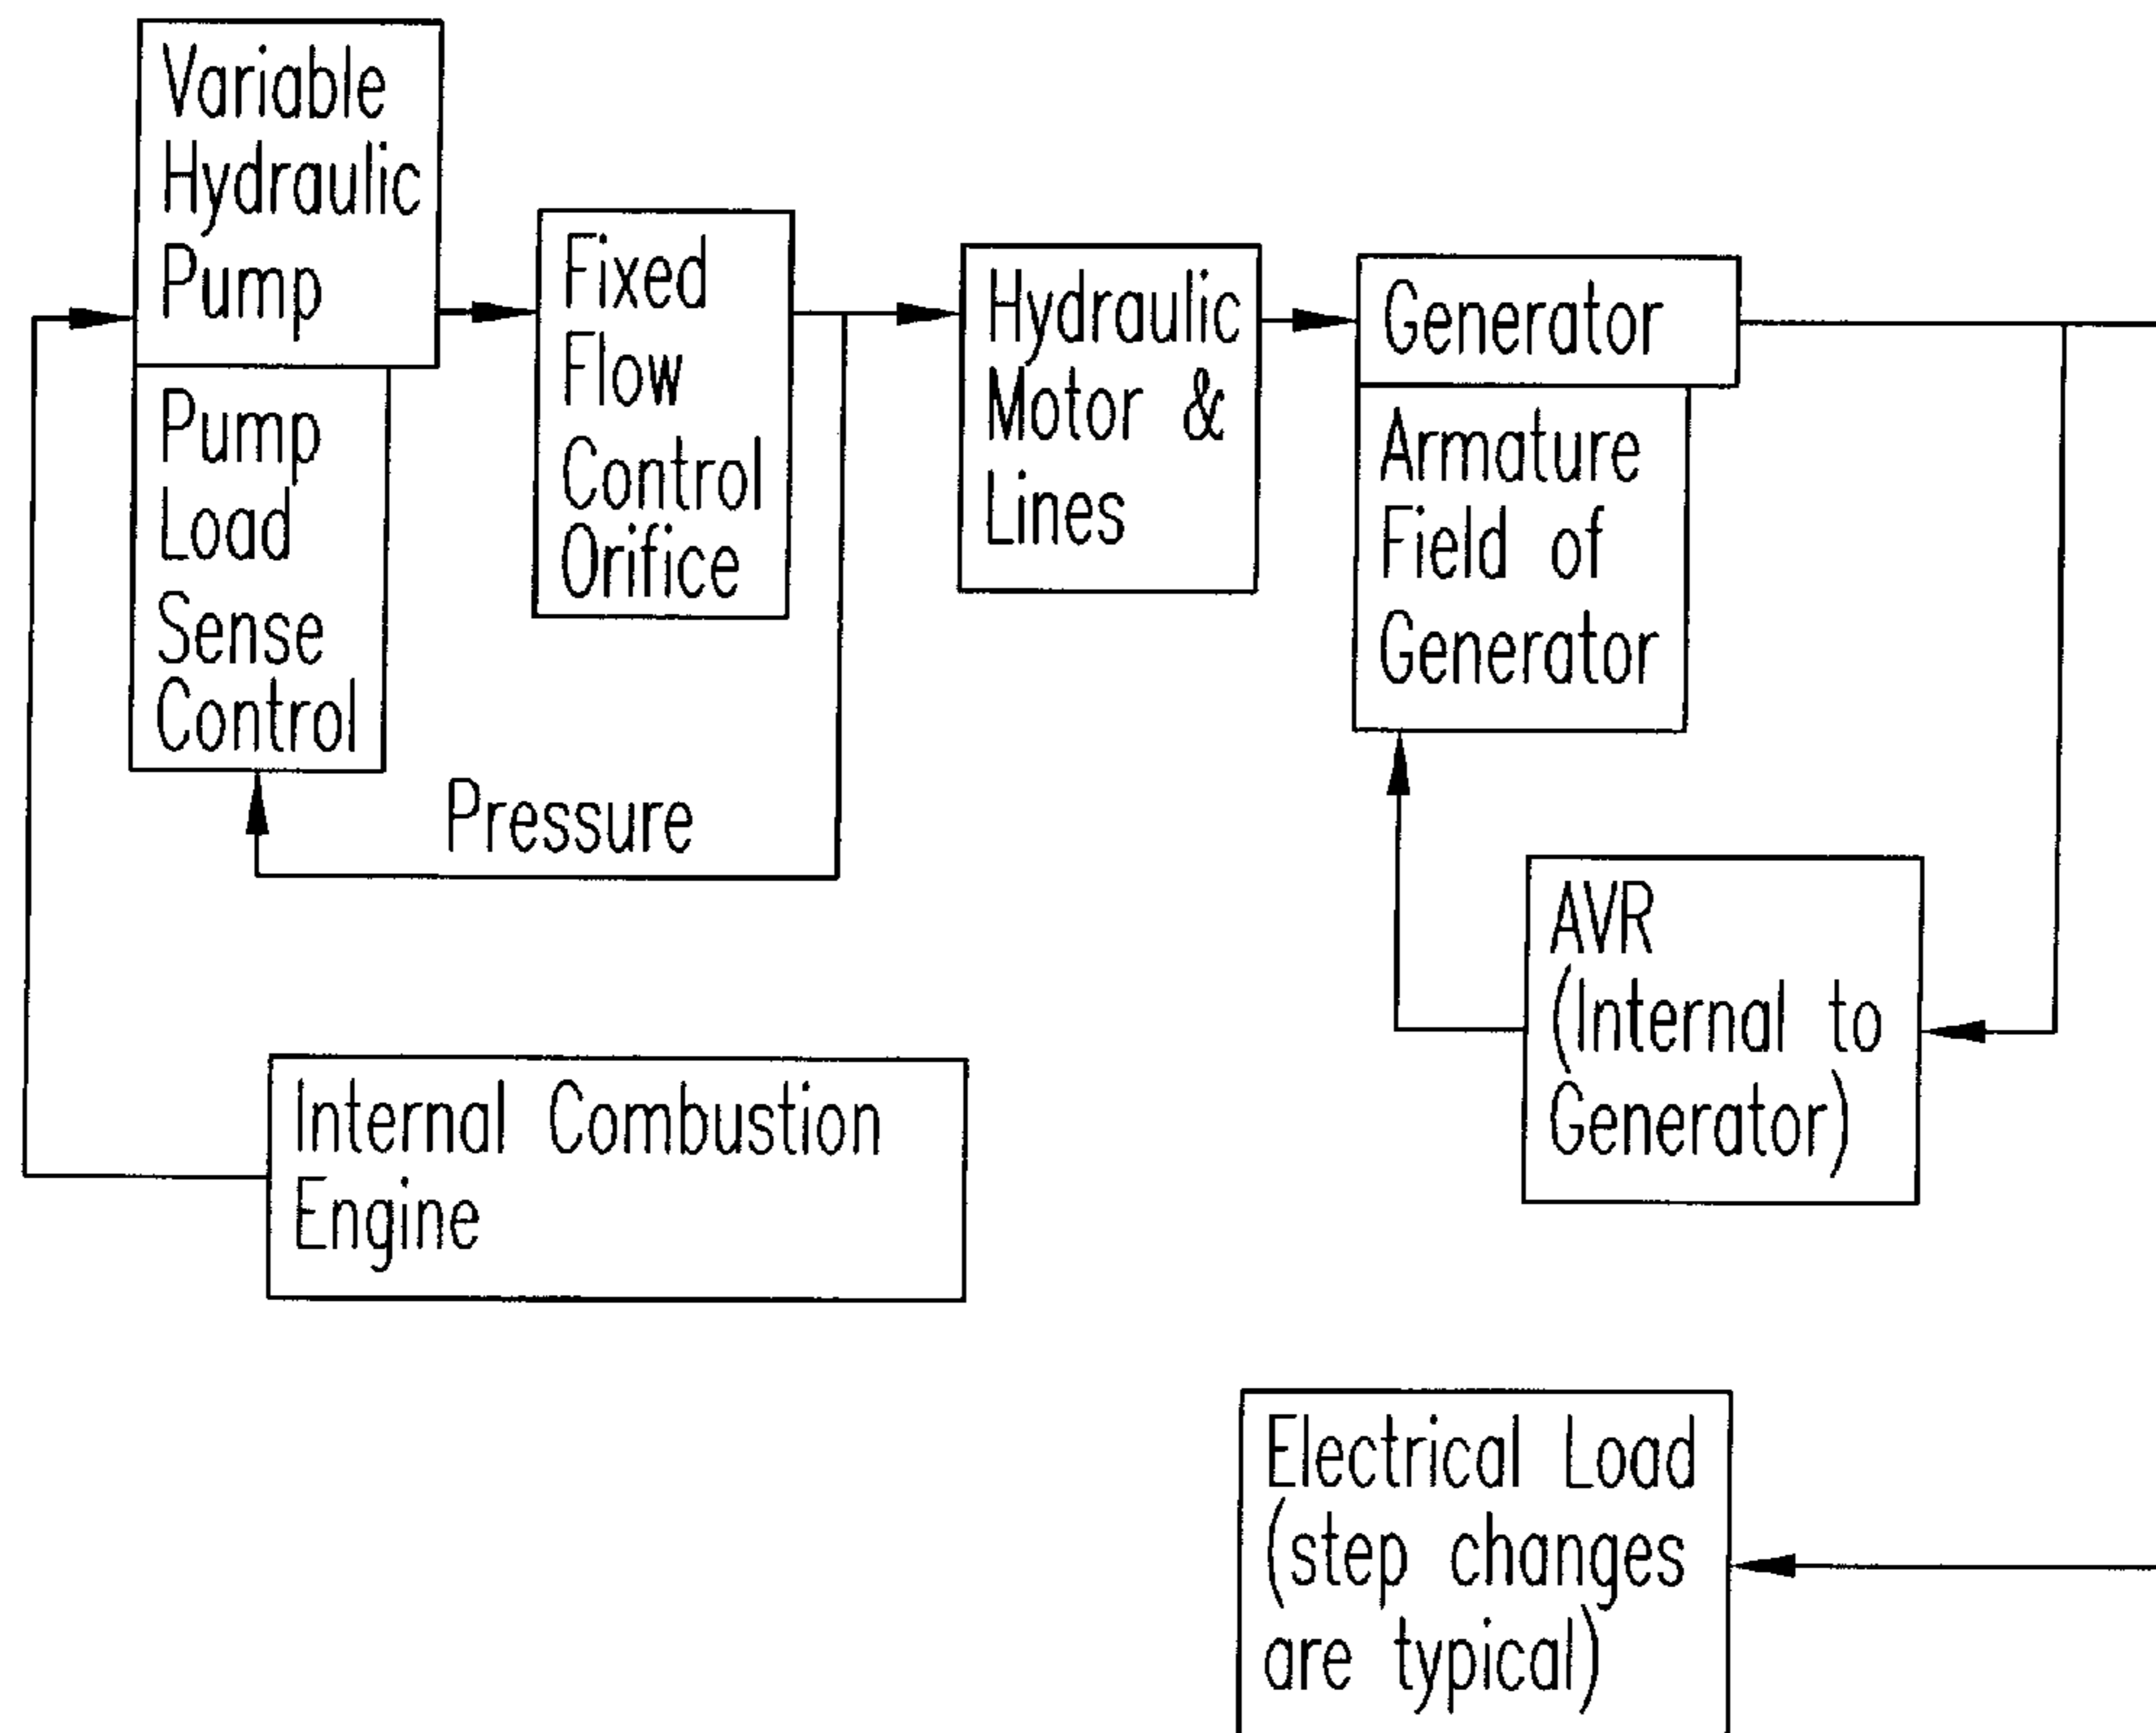 Variable
Hydraulic
Pump
Pump
Load
Sense
Control
Pressure
Fixed
Flow
Control
Orifice
Hydraulic
Motor &
Lines
Generator
Armature
Field of
Generator
AVR
(Internal to
Generator)
Internal Combustion
Engine
Electrical Load
(step changes
are typical)